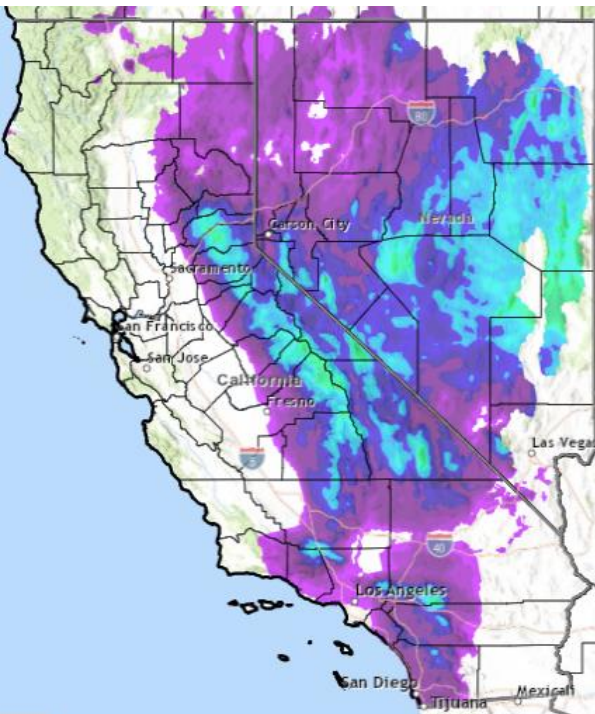 80
Carson City
Nevada
Sacramento
San Francisco
San Jose
California
Fresno
5
Las Vegas
40
Los Angeles
San Diego
Tijuana
Mexicali